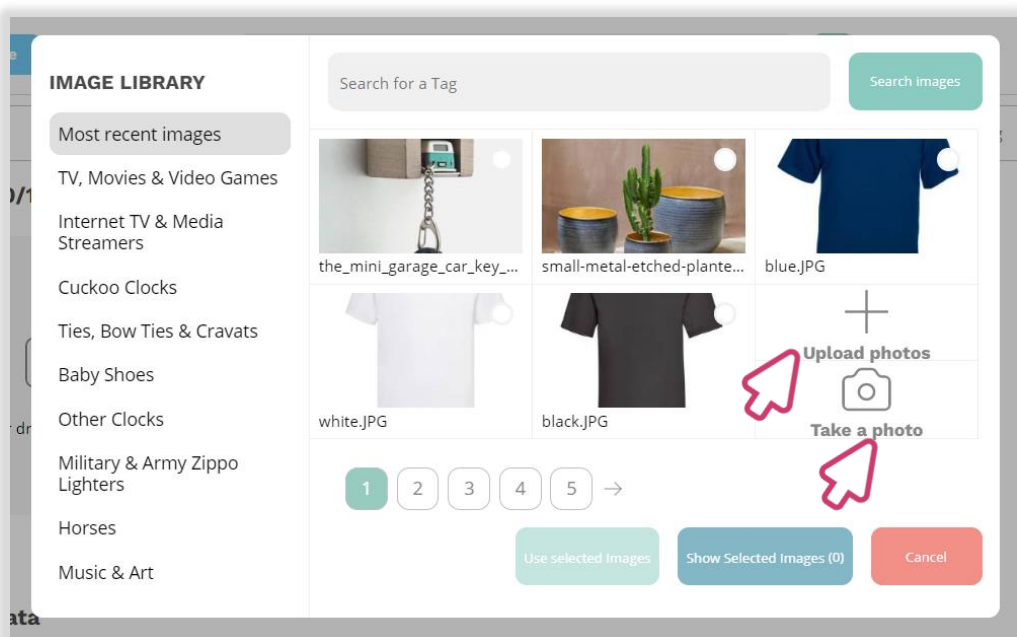 IMAGE LIBRARY
Most recent images
TV, Movies & Video Games
Internet TV & Media
Streamers
Cuckoo Clocks
Ties, Bow Ties & Cravats
Baby Shoes
Other Clocks
Military & Army Zippo
Lighters
Horses
Music & Art
Search for a Tag
Search images
the_mini_garage_car_key_...
small-metal-etched-plante...
blue.JPG
white.JPG
black.JPG
Upload photos
Take a photo
1 2 3 4 5 →
Use selected Images
Show Selected Images (0)
Cancel